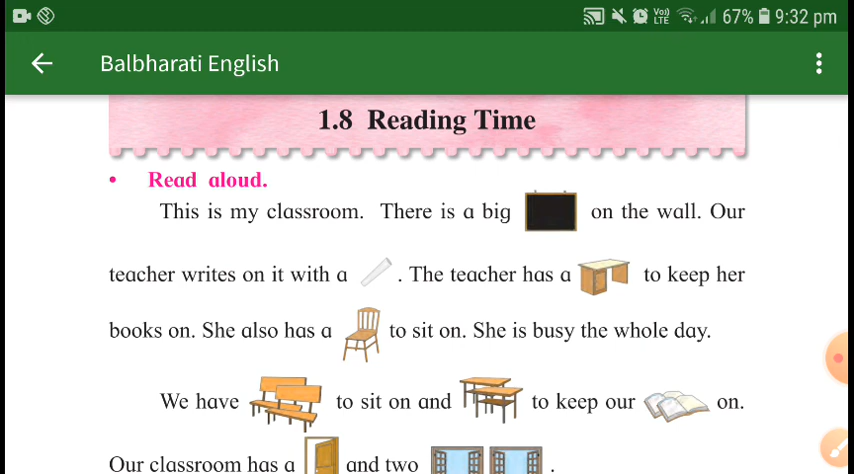 Vo)) LTE 67% 9:32 pm
Balbharati English
1.8 Reading Time
• Read aloud.
This is my classroom. There is a big on the wall. Our
teacher writes on it with a . The teacher has a to keep her
books on. She also has a to sit on. She is busy the whole day.
We have to sit on and to keep our on.
Our classroom has a and two .